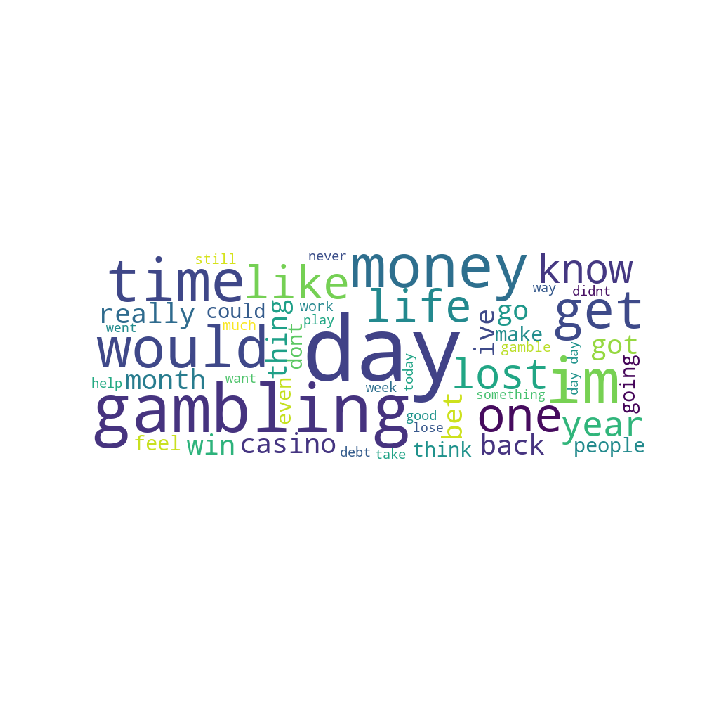 still
never
time
like
money
know
way
didnt
really
could
work
life
go
get
went
much
play
thing
dont
ive
make
got
would
day
gamble
day day
help
month
want
week
today
lost
im
going
even
something
gambling
good
lose
bet
one
year
feel
win
casino
debt
take
think
back
people